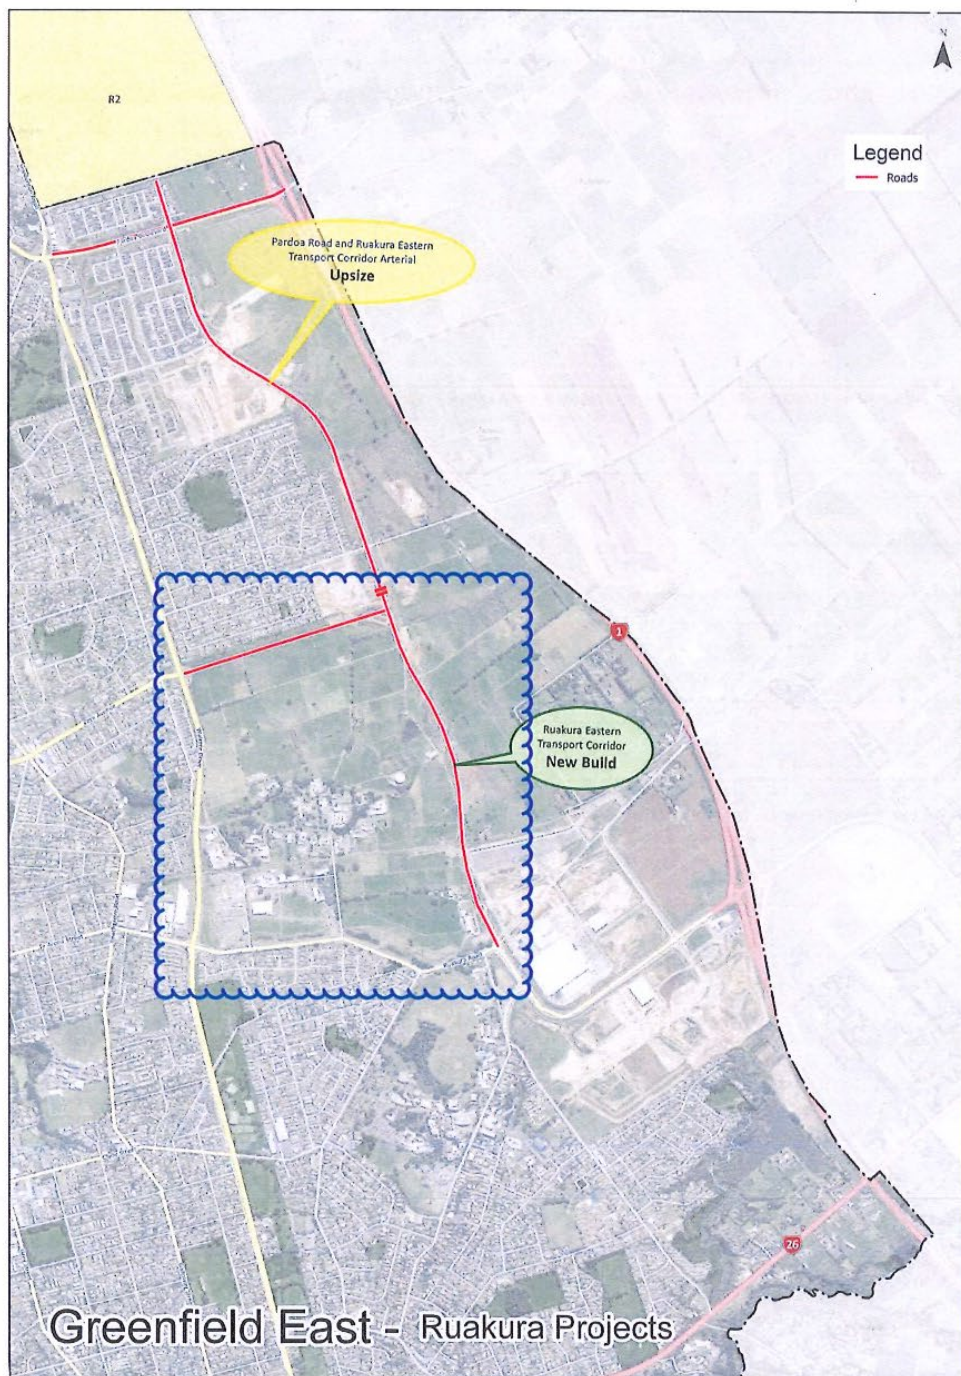 N
R2
Legend
Roads
Pardoa Road and Ruakura Eastern
Transport Corridor Arterial
Upsize
1
Ruakura Eastern
Transport Corridor
New Build
26
Greenfield East - Ruakura Projects